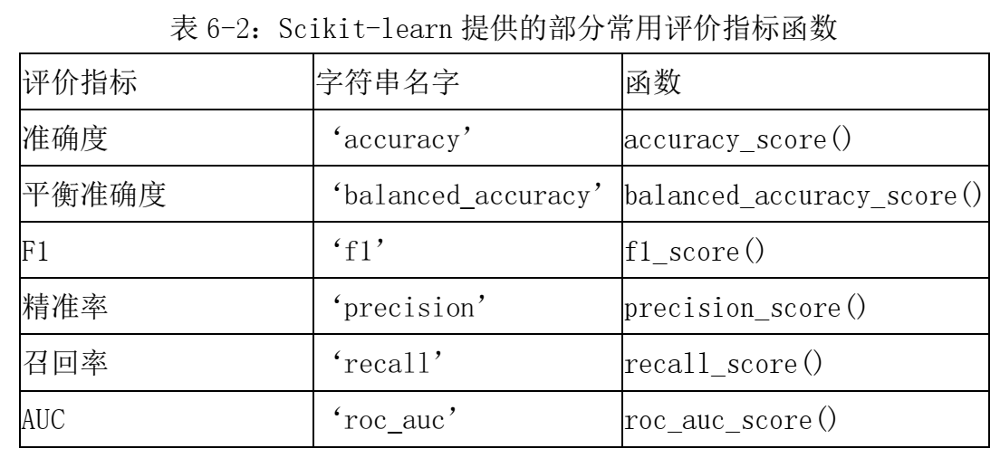 表 6-2：Scikit-learn 提供的部分常用评价指标函数
评价指标 字符串名字 函数
准确度 ‘accuracy’ accuracy_score()
平衡准确度 ‘balanced_accuracy’ balanced_accuracy_score()
F1 ‘f1’ f1_score()
精准率 ‘precision’ precision_score()
召回率 ‘recall’ recall_score()
AUC ‘roc_auc’ roc_auc_score()